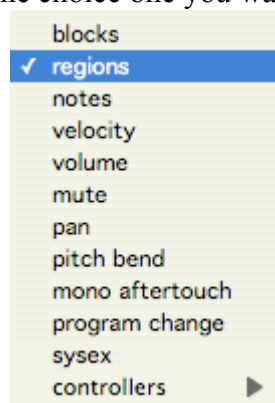 blocks
✓ regions
notes
velocity
volume
mute
pan
pitch bend
mono aftertouch
program change
sysex
controllers ▶